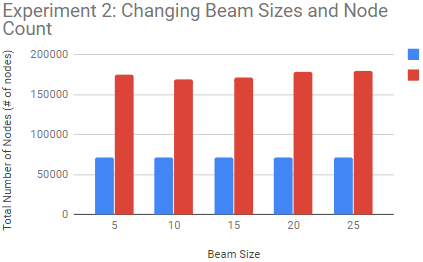 Experiment 2: Changing Beam Sizes and Node
Count
Total Number of Nodes (# of nodes)
200000
150000
100000
50000
0
5 10 15 20 25
Beam Size